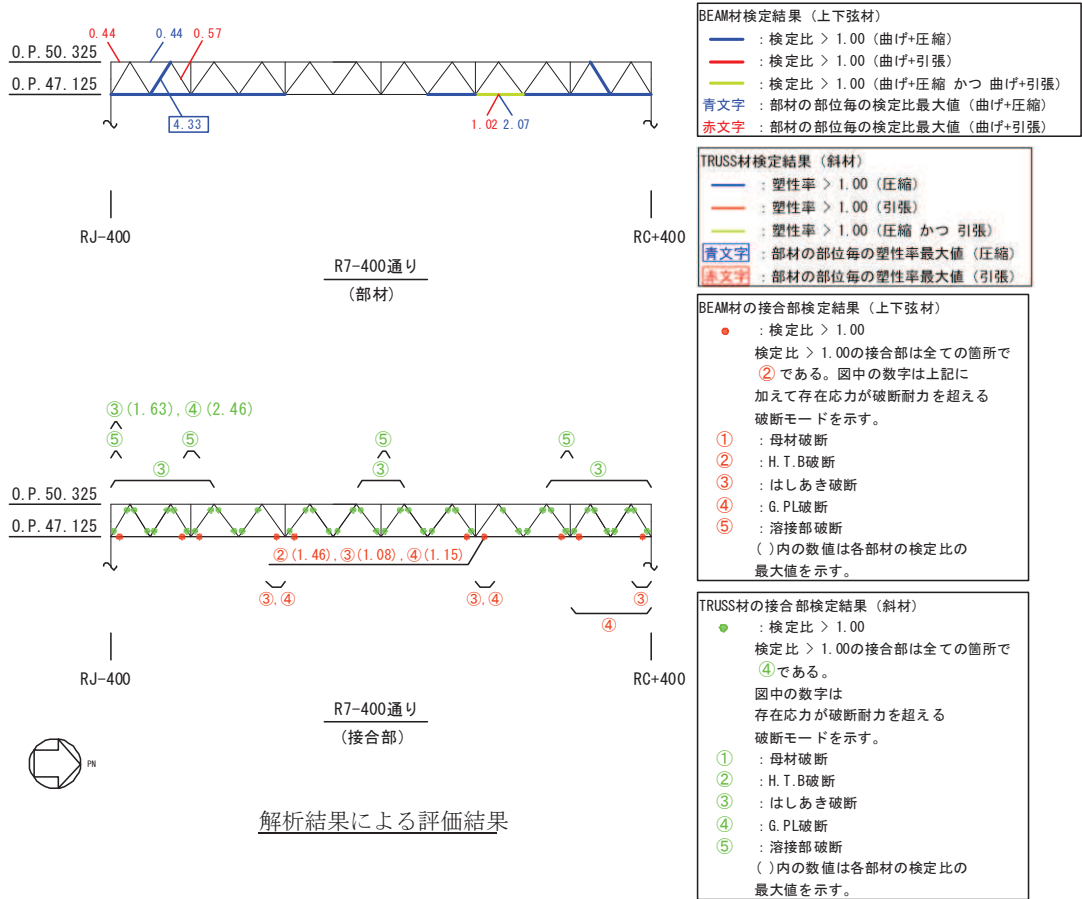 0.44
0.44
0.57
O.P.50.325
O.P.47.125
4.33
1.02
2.07
RJ-400
RC+400
R7-400通り
(部材)
BEAM材検定結果（上下弦材）
：検定比 > 1.00（曲げ+圧縮）
：検定比 > 1.00（曲げ+引張）
：検定比 > 1.00（曲げ+圧縮 かつ 曲げ+引張）
青文字 ：部材の部位毎の検定比最大値（曲げ+圧縮）
赤文字 ：部材の部位毎の検定比最大値（曲げ+引張）
TRUSS材検定結果（斜材）
：塑性率 > 1.00（圧縮）
：塑性率 > 1.00（引張）
：塑性率 > 1.00（圧縮 かつ 引張）
青文字 ：部材の部位毎の塑性率最大値（圧縮）
赤文字 ：部材の部位毎の塑性率最大値（引張）
BEAM材の接合部検定結果（上下弦材）
：検定比 > 1.00
検定比 > 1.00の接合部は全ての箇所で
②である。図中の数字は上記に
加えて存在応力が破断耐力を超える
破断モードを示す。
① ：母材破断
② ：H.T.B破断
③ ：はしあき破断
④ ：G.PL破断
⑤ ：溶接部破断
( )内の数値は各部材の検定比の
最大値を示す。
③(1.63),④(2.46)
⑤
⑤
⑤
⑤
③
③
③
O.P.50.325
O.P.47.125
②(1.46),③(1.08),④(1.15)
③,④
③,④
③
④
RJ-400
RC+400
R7-400通り
(接合部)
PN
解析結果による評価結果
TRUSS材の接合部検定結果（斜材）
：検定比 > 1.00
検定比 > 1.00の接合部は全ての箇所で
④である。
図中の数字は
存在応力が破断耐力を超える
破断モードを示す。
① ：母材破断
② ：H.T.B破断
③ ：はしあき破断
④ ：G.PL破断
⑤ ：溶接部破断
( )内の数値は各部材の検定比の
最大値を示す。